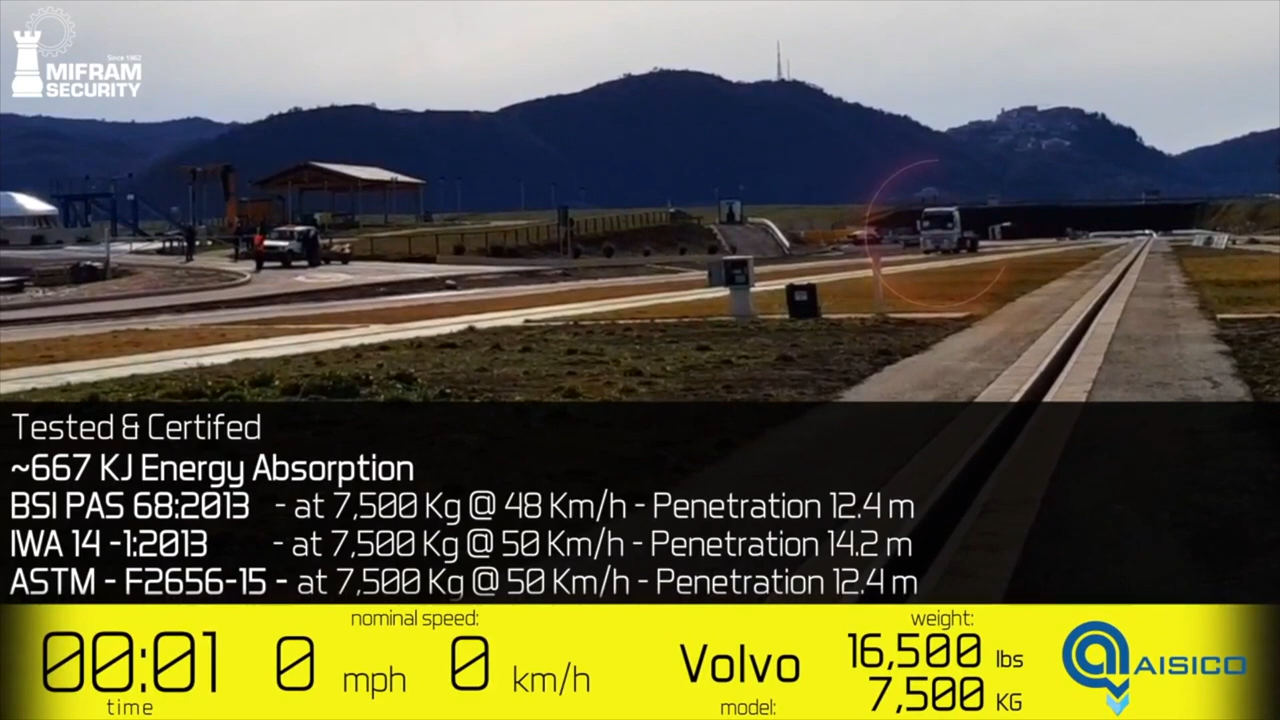 Since 1962
MIFRAM
SECURITY
Tested & Certifed
~667 KJ Energy Absorption
BSI PAS 68:2013 - at 7,500 Kg @ 48 Km/h - Penetration 12.4 m
IWA 14 -1:2013 - at 7,500 Kg @ 50 Km/h - Penetration 14.2 m
ASTM - F2656-15 - at 7,500 Kg @ 50 Km/h - Penetration 12.4 m
nominal speed:
weight:
00:01 0 mph 0 km/h Volvo 16,500 lbs
7,500 KG
time
model:
AISICO